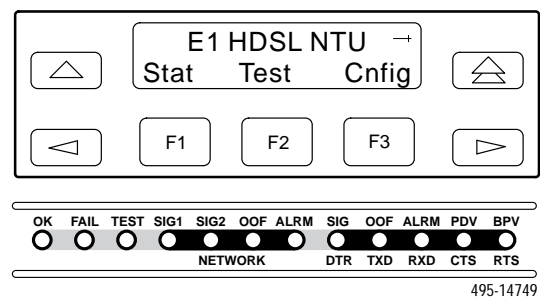 E1 HDSL NTU →
Stat Test Cnfig
F1 F2 F3
OK FAIL TEST SIG1 SIG2 OOF ALRM SIG OOF ALRM PDV BPV
NETWORK DTR TXD RXD CTS RTS
495-14749